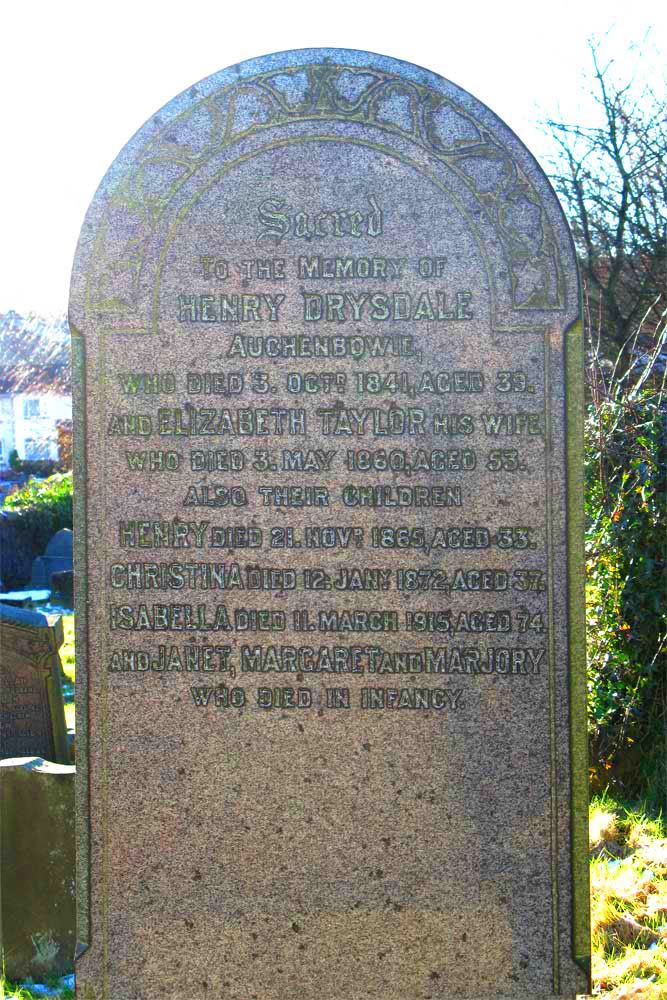 Sacred
TO THE MEMORY OF
HENRY DRYSDALE
AUCHENBOWIE,
WHO DIED 3. OCTR. 1841, AGED 39.
AND ELIZABETH TAYLOR HIS WIFE,
WHO DIED 3. MAY 1860, AGED 53.
ALSO THEIR CHILDREN
HENRY DIED 21. NOVR. 1865, AGED 33.
CHRISTINA DIED 12. JANY. 1872, AGED 37.
ISABELLA DIED 11. MARCH 1915, AGED 74.
AND JANET, MARGARET AND MARJORY
WHO DIED IN INFANCY.